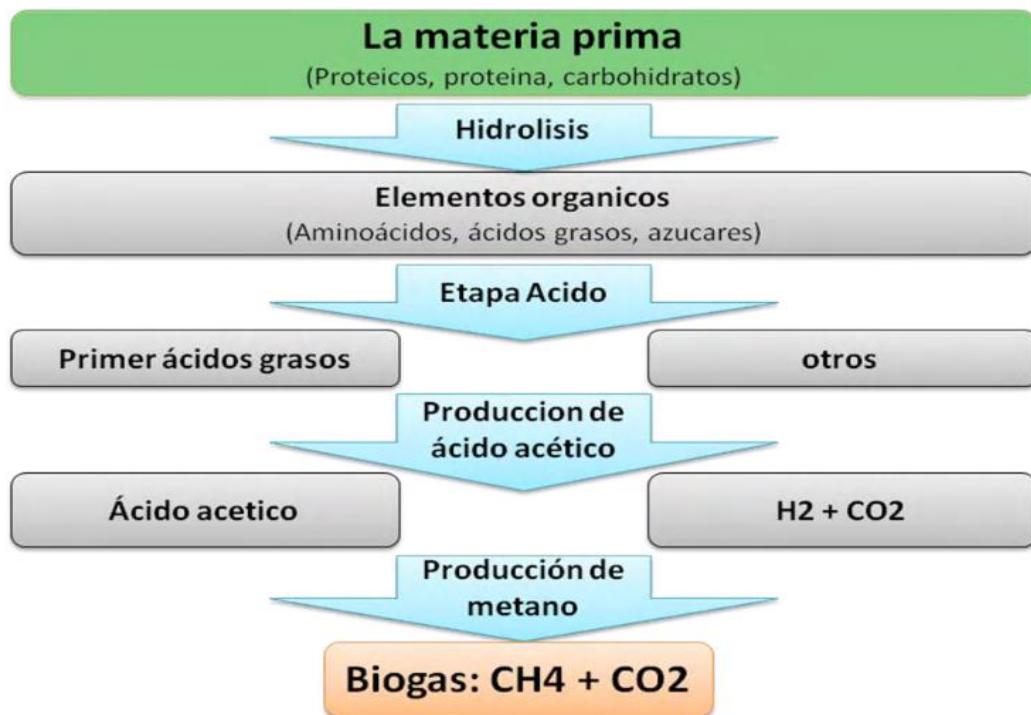 La materia prima
(Proteicos, proteina, carbohidratos)
Hidrolisis
Elementos organicos
(Aminoácidos, ácidos grasos, azucares)
Etapa Acido
Primer ácidos grasos
otros
Produccion de
ácido acético
Ácido acetico
H2 + CO2
Producción de
metano
Biogas: CH4 + CO2